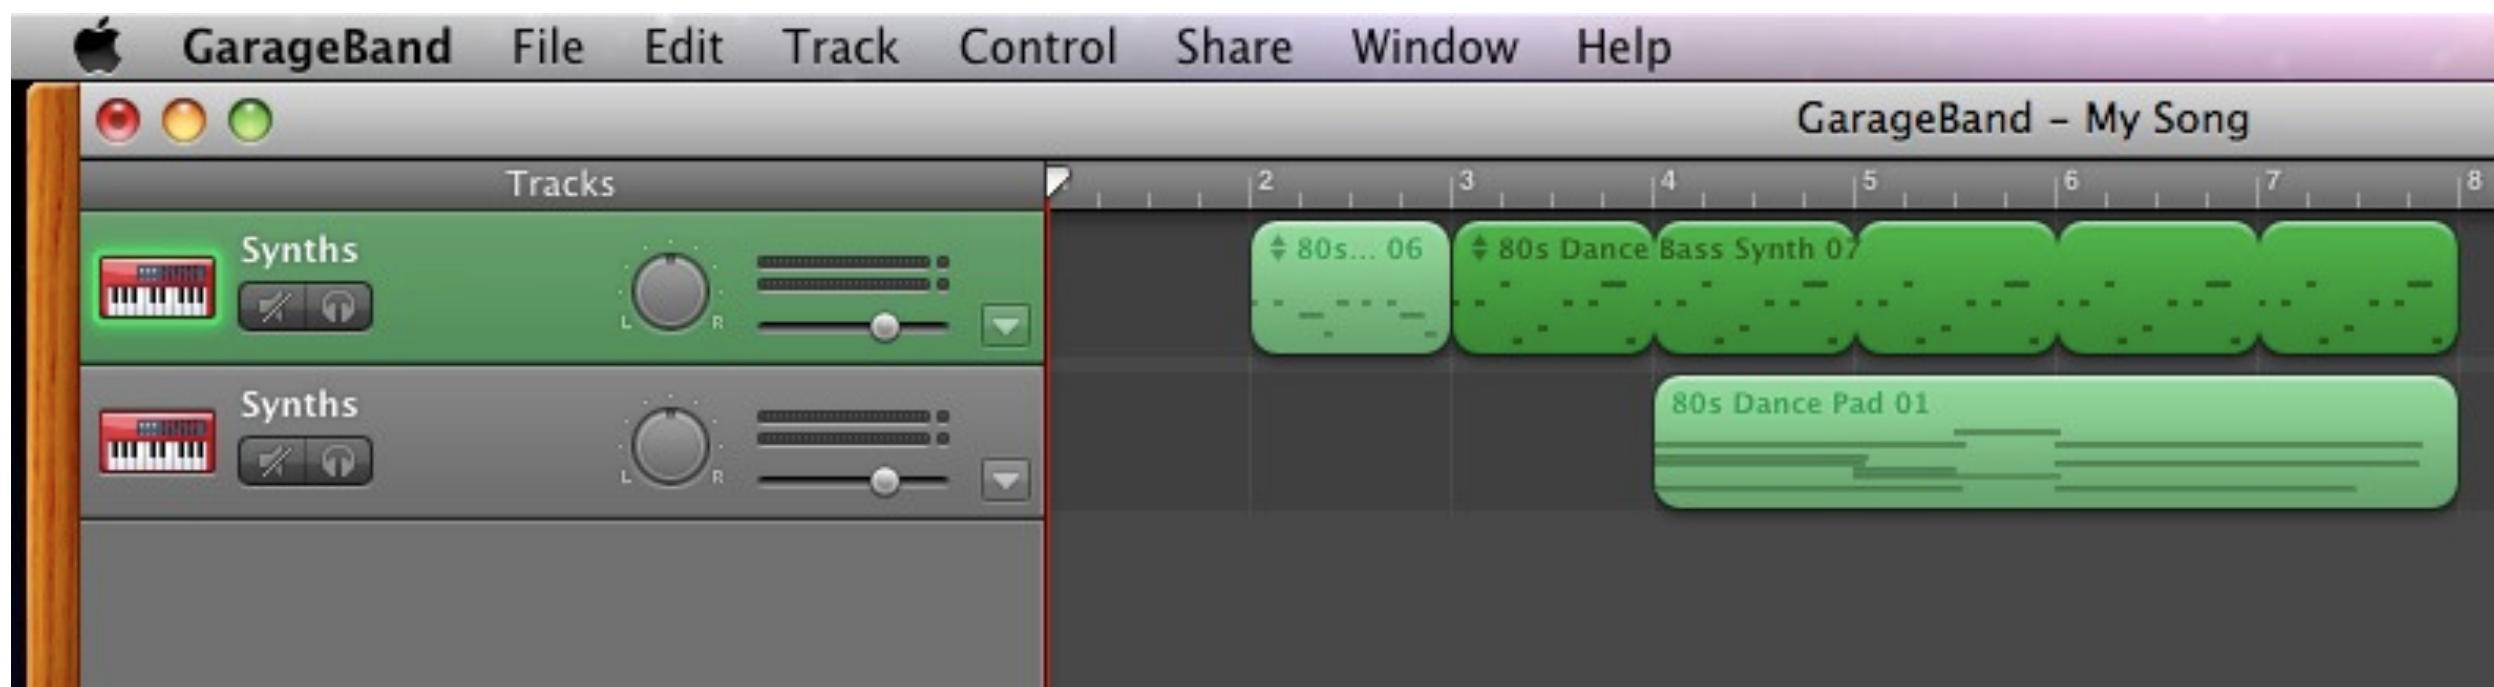 GarageBand File Edit Track Control Share Window Help
GarageBand – My Song
Tracks
2 3 4 5 6 7 8
Synths
80s... 06
80s Dance Bass Synth 07
L R
Synths
80s Dance Pad 01
L R